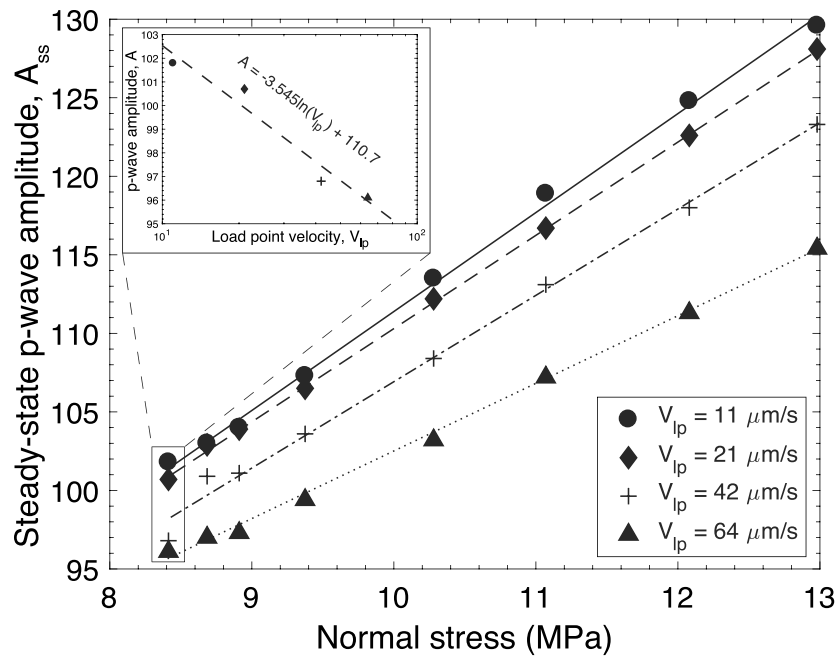 Steady-state p-wave amplitude, Ass
130
125
120
115
110
105
100
95
8
9
10
11
12
13
Normal stress (MPa)
p-wave amplitude, A
103
102
101
100
99
98
97
96
95
10¹
10²
Load point velocity, Vlp
A = -3.545ln(Vlp) + 110.7
Vlp = 11 μm/s
Vlp = 21 μm/s
Vlp = 42 μm/s
Vlp = 64 μm/s